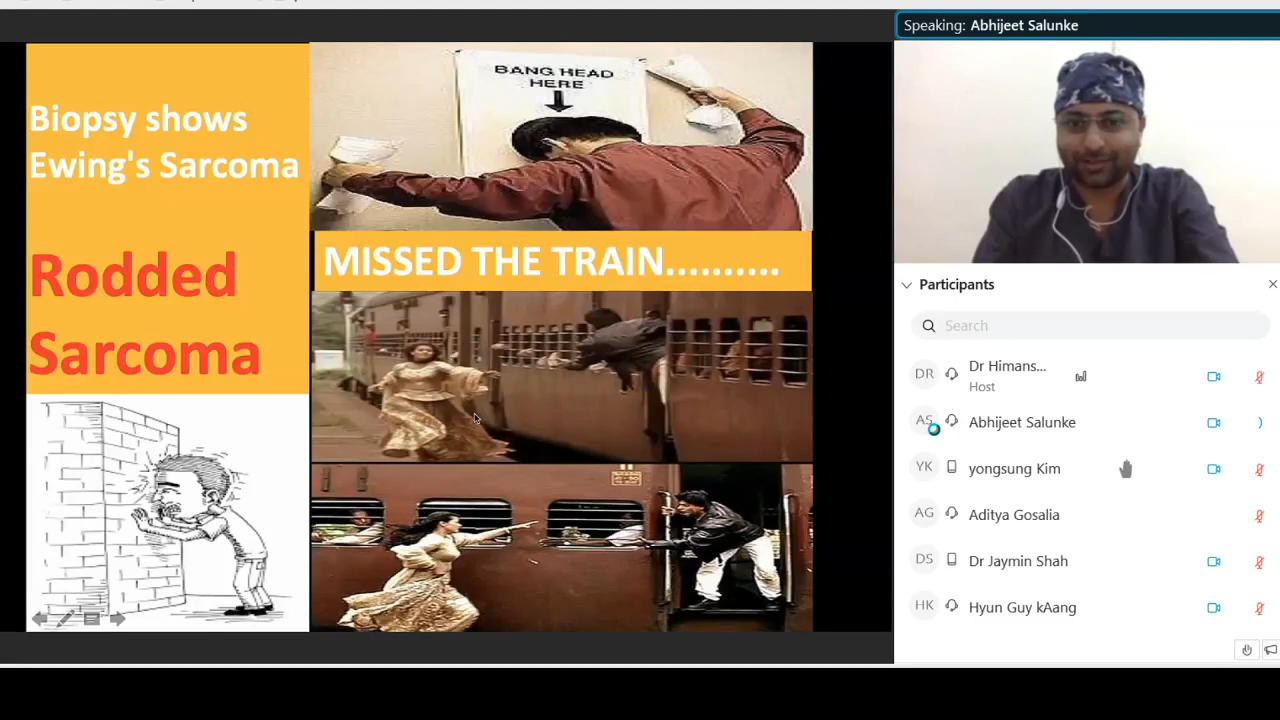 Biopsy shows
Ewing's Sarcoma
Rodded
Sarcoma
BANG HEAD
HERE
MISSED THE TRAIN..........
Speaking: Abhijeet Salunke
Participants
Search
DR
Dr Himans...
Host
AS
Abhijeet Salunke
YK
yongsung Kim
AG
Aditya Gosalia
DS
Dr Jaymin Shah
HK
Hyun Guy kAang